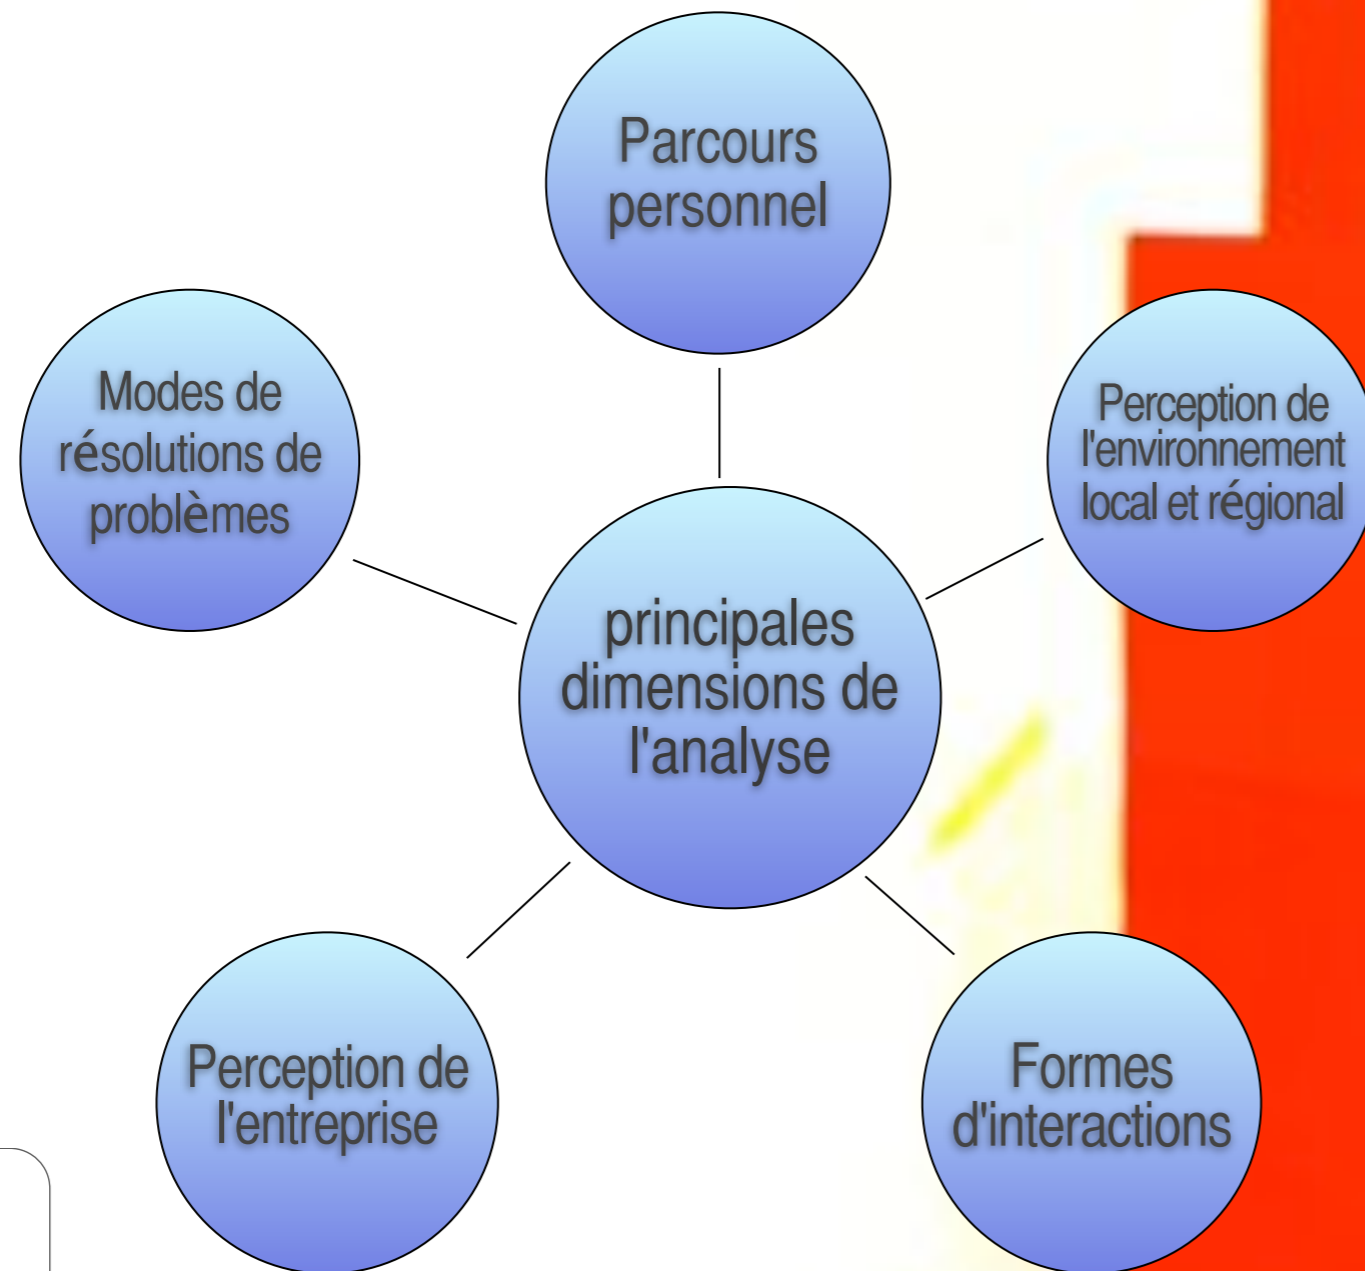 Parcours
personnel
Modes de
résolutions de
problèmes
Perception de
l'environnement
local et régional
principales
dimensions de
l'analyse
Perception de
l'entreprise
Formes
d'interactions